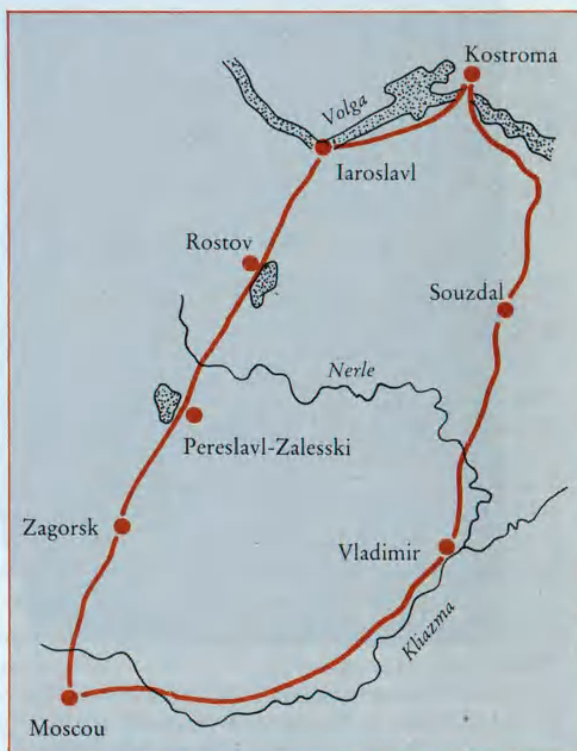 Kostroma
Volga
Iaroslavl
Rostov
Souzdal
Nerle
Pereslavl-Zalesski
Zagorsk
Vladimir
Kliazma
Moscou